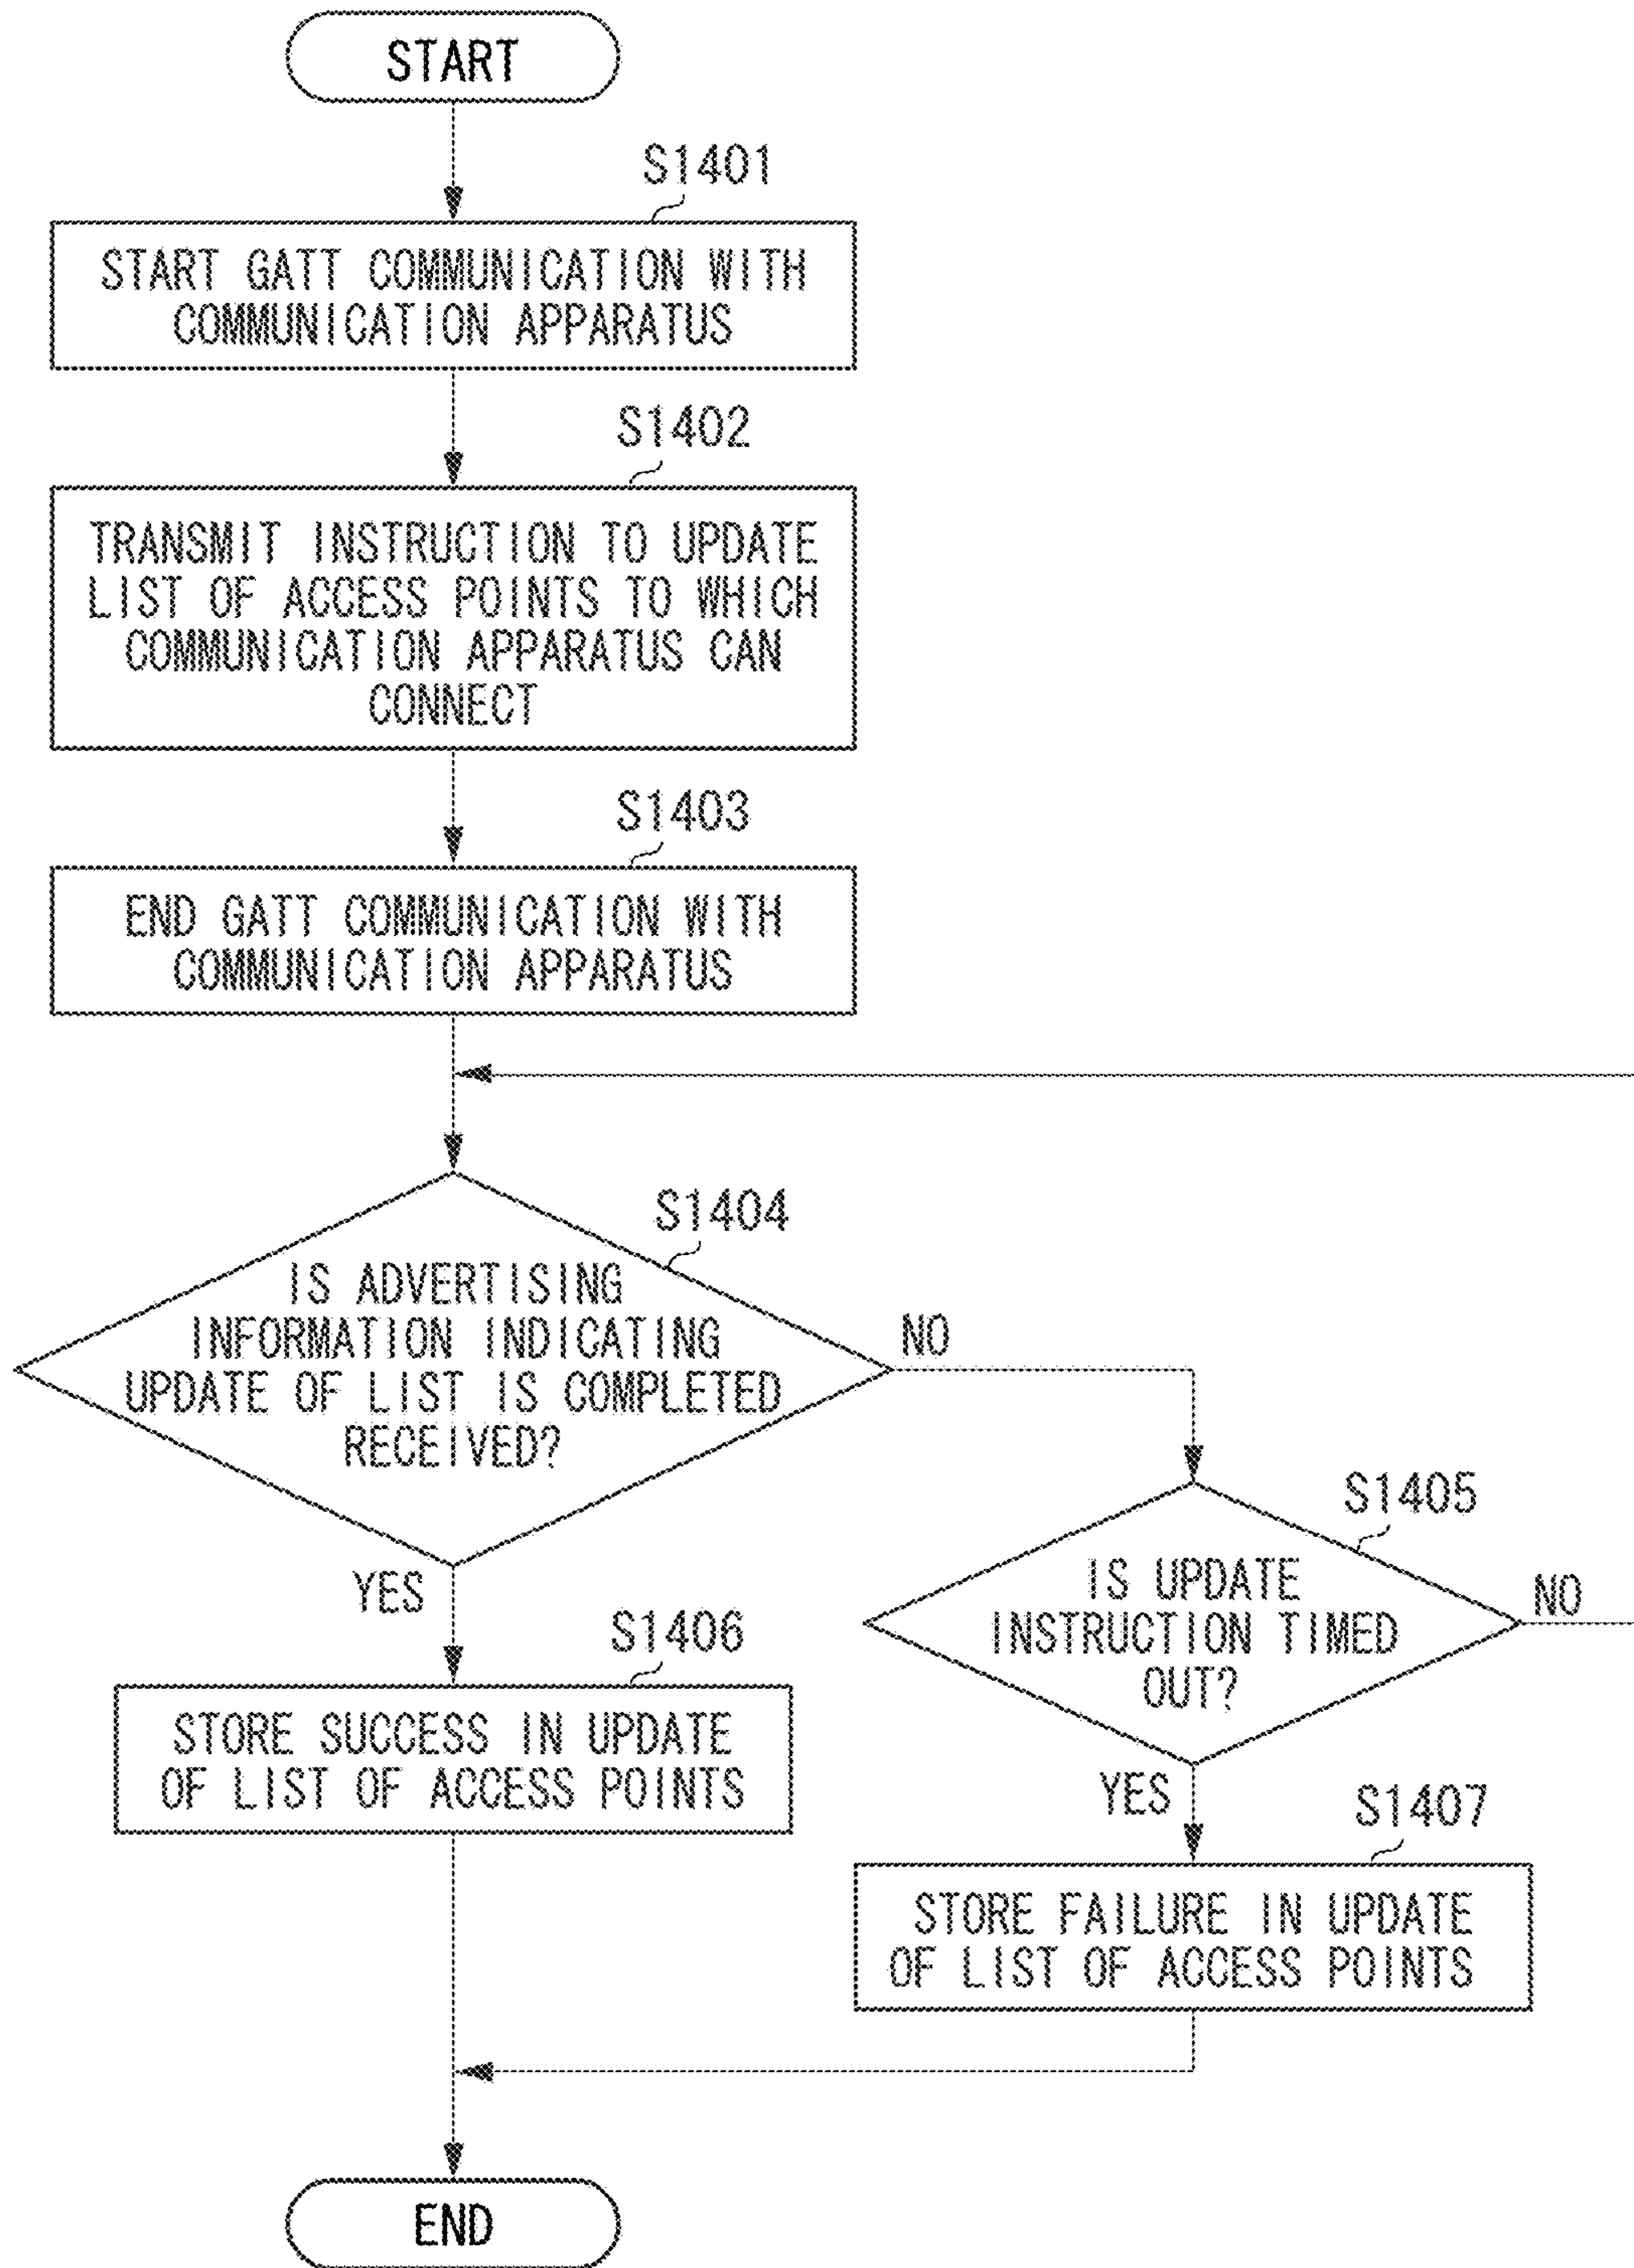 START
S1401
START GATT COMMUNICATION WITH
COMMUNICATION APPARATUS
S1402
TRANSMIT INSTRUCTION TO UPDATE
LIST OF ACCESS POINTS TO WHICH
COMMUNICATION APPARATUS CAN
CONNECT
S1403
END GATT COMMUNICATION WITH
COMMUNICATION APPARATUS
S1404
IS ADVERTISING
INFORMATION INDICATING
UPDATE OF LIST IS COMPLETED
RECEIVED?
NO
YES
S1405
IS UPDATE
INSTRUCTION TIMED
OUT?
NO
YES
S1406
STORE SUCCESS IN UPDATE
OF LIST OF ACCESS POINTS
S1407
STORE FAILURE IN UPDATE
OF LIST OF ACCESS POINTS
END